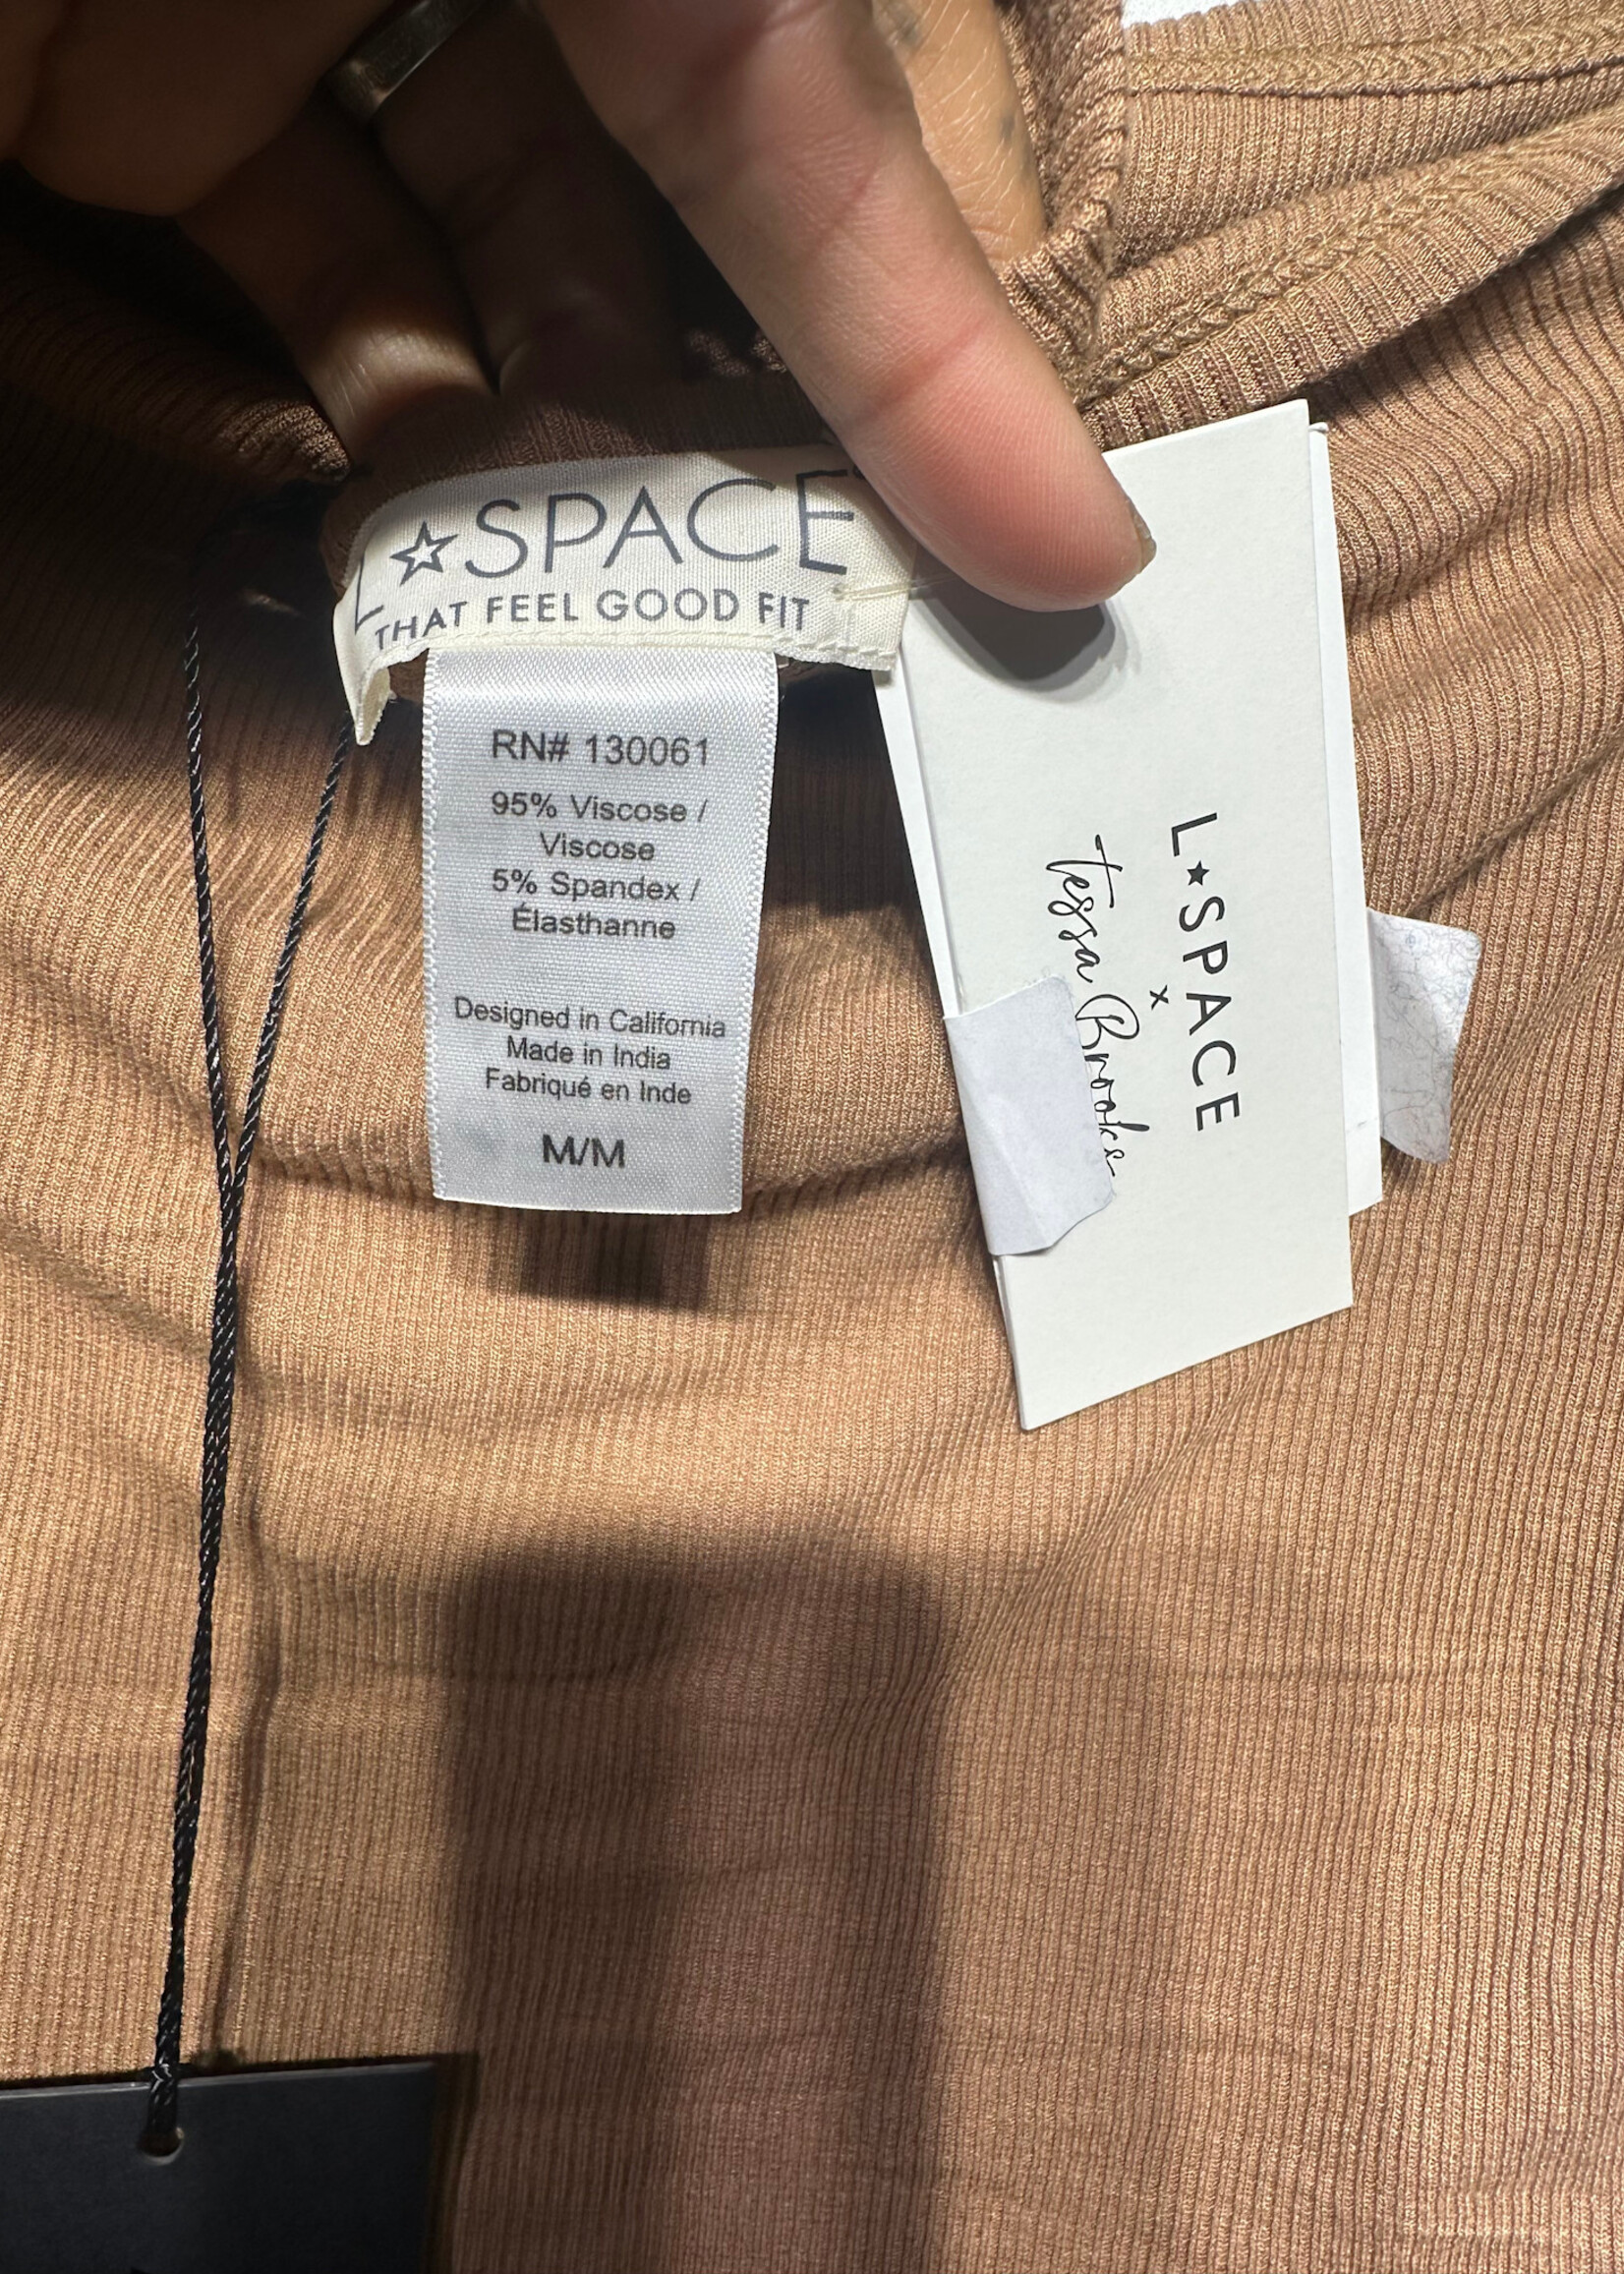 L☆SPACE
THAT FEEL GOOD FIT
RN# 130061
95% Viscose /
Viscose
5% Spandex /
Élasthanne
Designed in California
Made in India
Fabriqué en Inde
M/M
L★SPACE
x
Tessa Brooks